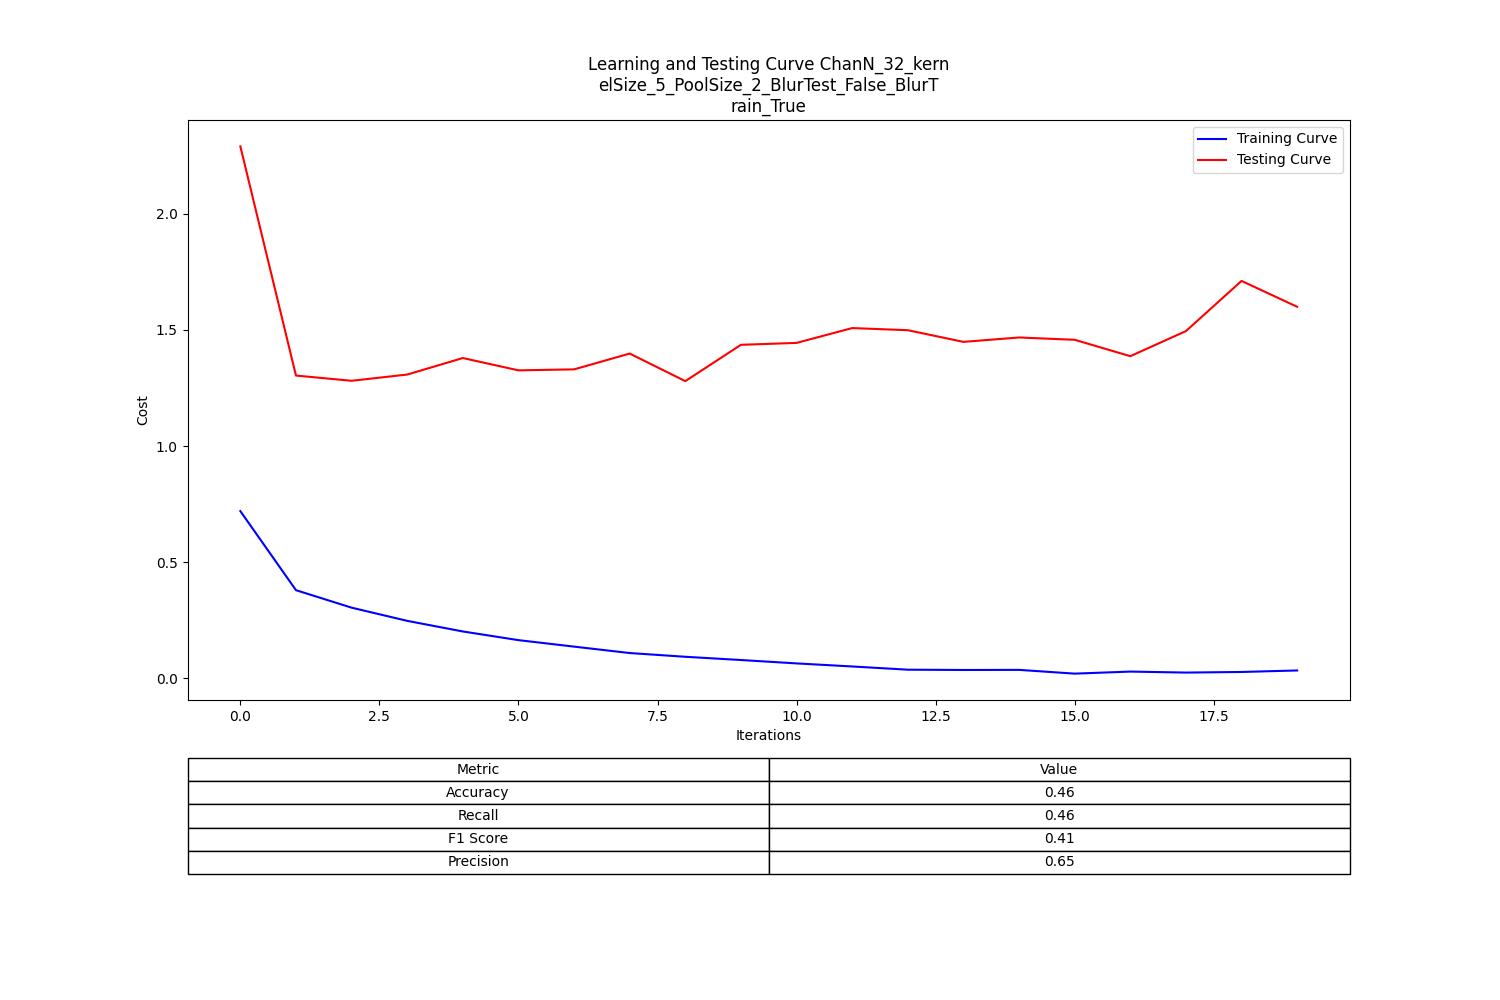 Learning and Testing Curve ChanN_32_kern
elSize_5_PoolSize_2_BlurTest_False_BlurT
rain_True
Training Curve
Testing Curve
2.0
1.5
1.0
0.5
0.0
Cost
0.0 2.5 5.0 7.5 10.0 12.5 15.0 17.5
Iterations
Metric Value
Accuracy 0.46
Recall 0.46
F1 Score 0.41
Precision 0.65